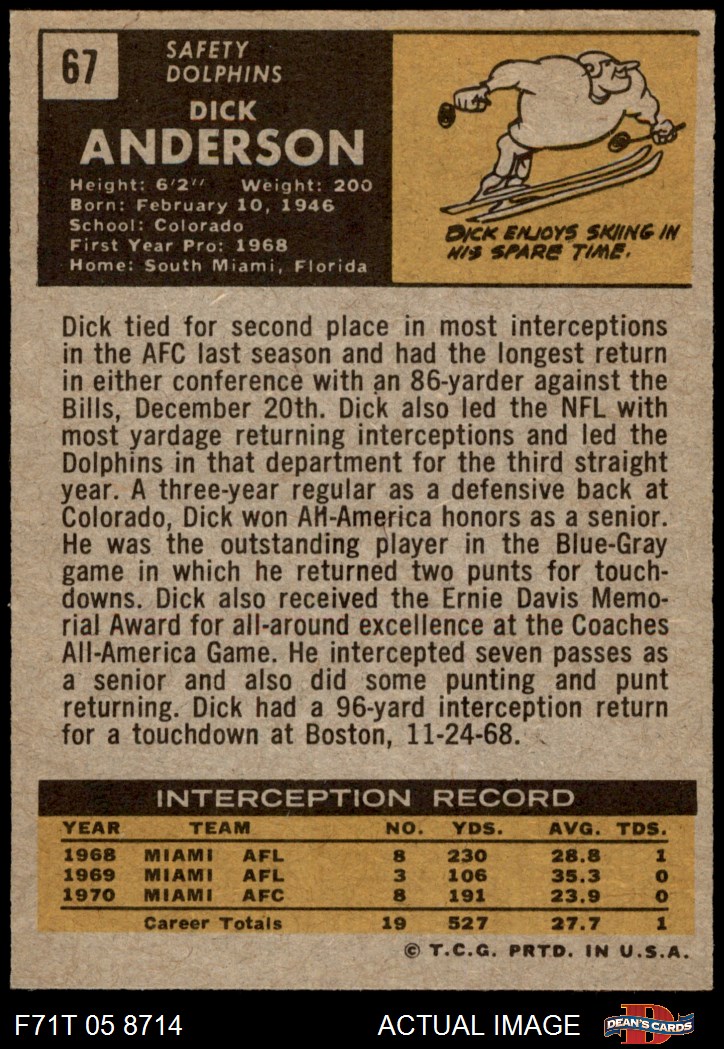 67
SAFETY
DOLPHINS
DICK
ANDERSON
Height: 6'2" Weight: 200
Born: February 10, 1946
School: Colorado
First Year Pro: 1968
Home: South Miami, Florida
DICK ENJOYS SKIING IN
HIS SPARE TIME.
Dick tied for second place in most interceptions
in the AFC last season and had the longest return
in either conference with an 86-yarder against the
Bills, December 20th. Dick also led the NFL with
most yardage returning interceptions and led the
Dolphins in that department for the third straight
year. A three-year regular as a defensive back at
Colorado, Dick won All-America honors as a senior.
He was the outstanding player in the Blue-Gray
game in which he returned two punts for touch-
downs. Dick also received the Ernie Davis Memo-
rial Award for all-around excellence at the Coaches
All-America Game. He intercepted seven passes as
a senior and also did some punting and punt
returning. Dick had a 96-yard interception return
for a touchdown at Boston, 11-24-68.
INTERCEPTION RECORD
YEAR TEAM NO. YDS. AVG. TDS.
1968 MIAMI AFL 8 230 28.8 1
1969 MIAMI AFL 3 106 35.3 0
1970 MIAMI AFC 8 191 23.9 0
Career Totals 19 527 27.7 1
© T.C.G. PRTD. IN U.S.A.
F71T 05 8714 ACTUAL IMAGE D DEAN'S CARDS